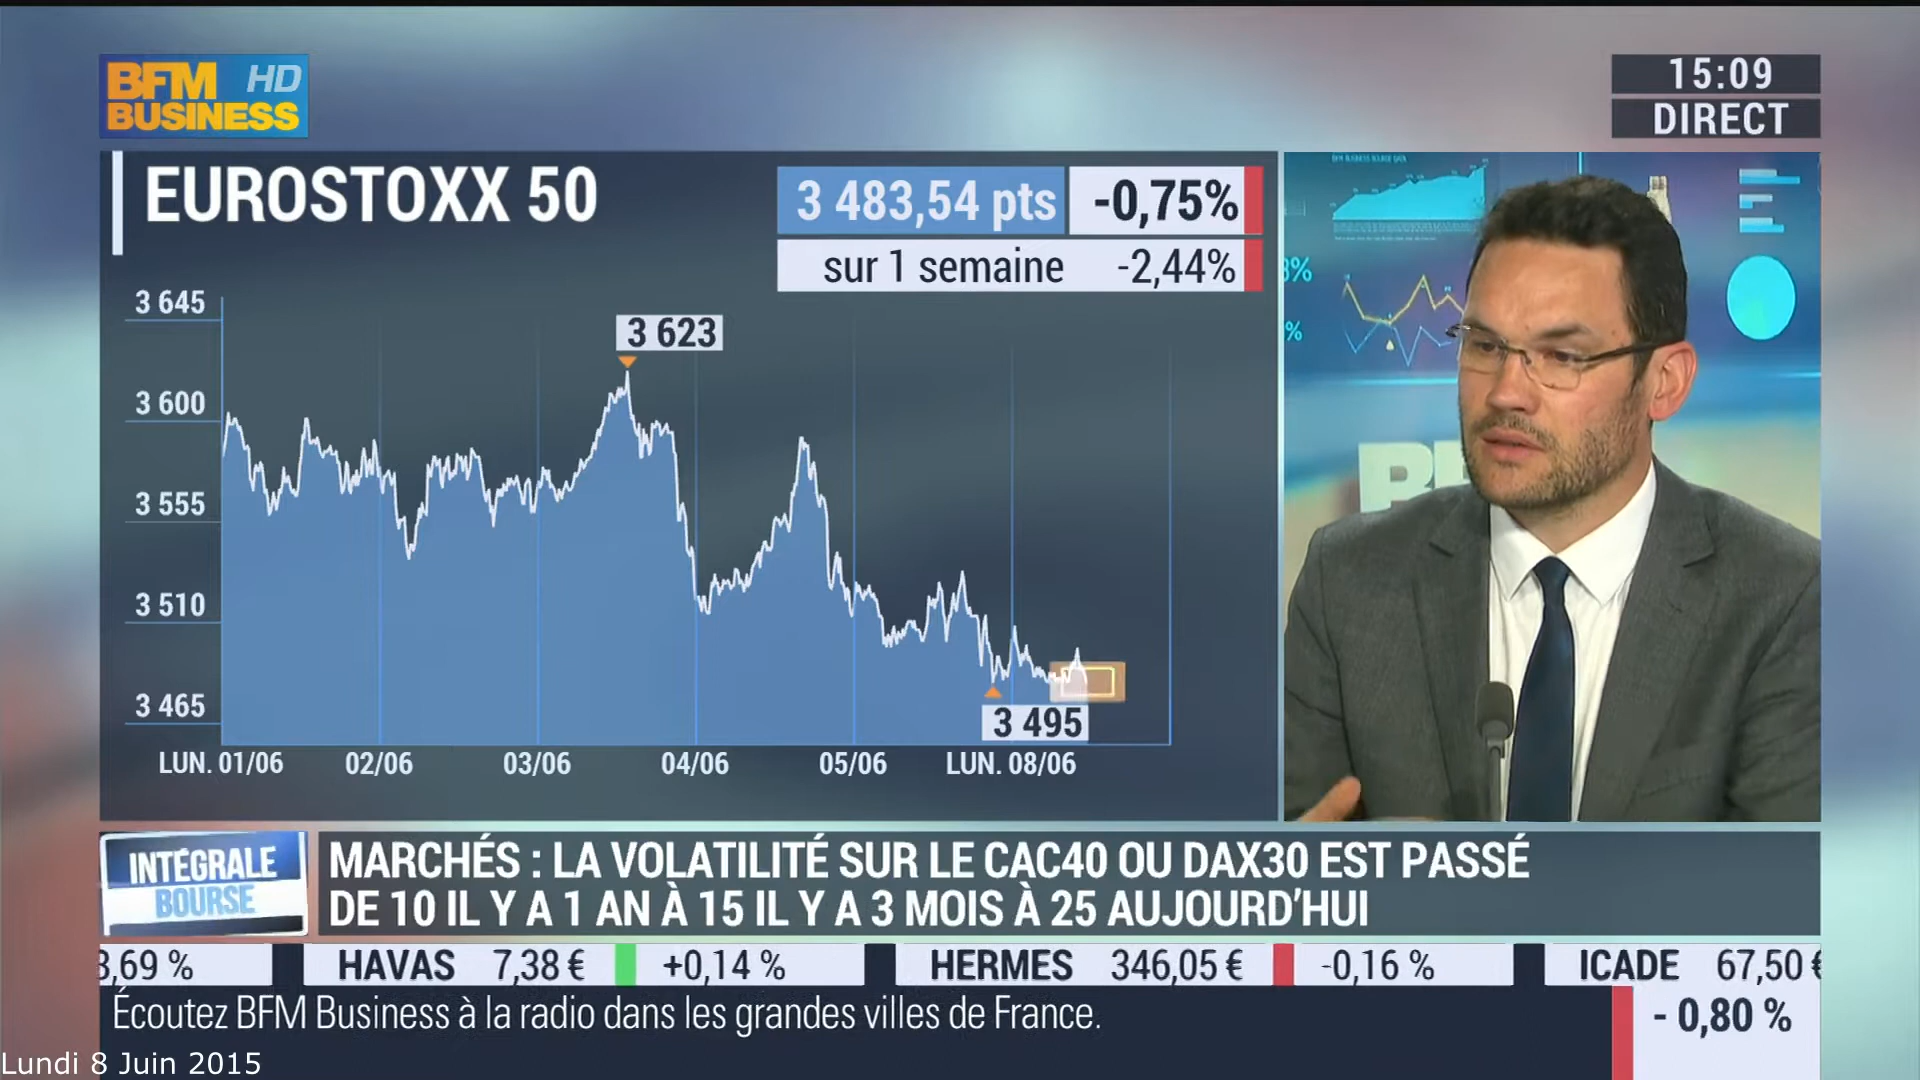 BFM HD
BUSINESS
15:09
DIRECT
EUROSTOXX 50
3 483,54 pts -0,75%
sur 1 semaine -2,44%
3 645
3 600
3 555
3 510
3 465
3 623
3 495
LUN. 01/06 02/06 03/06 04/06 05/06 LUN. 08/06
INTÉGRALE
BOURSE
MARCHÉS : LA VOLATILITÉ SUR LE CAC40 OU DAX30 EST PASSÉ
DE 10 IL Y A 1 AN À 15 IL Y A 3 MOIS À 25 AUJOURD'HUI
8,69 % HAVAS 7,38 € +0,14 % HERMES 346,05 € -0,16 % ICADE 67,50 €
Écoutez BFM Business à la radio dans les grandes villes de France.
- 0,80 %
Lundi 8 Juin 2015